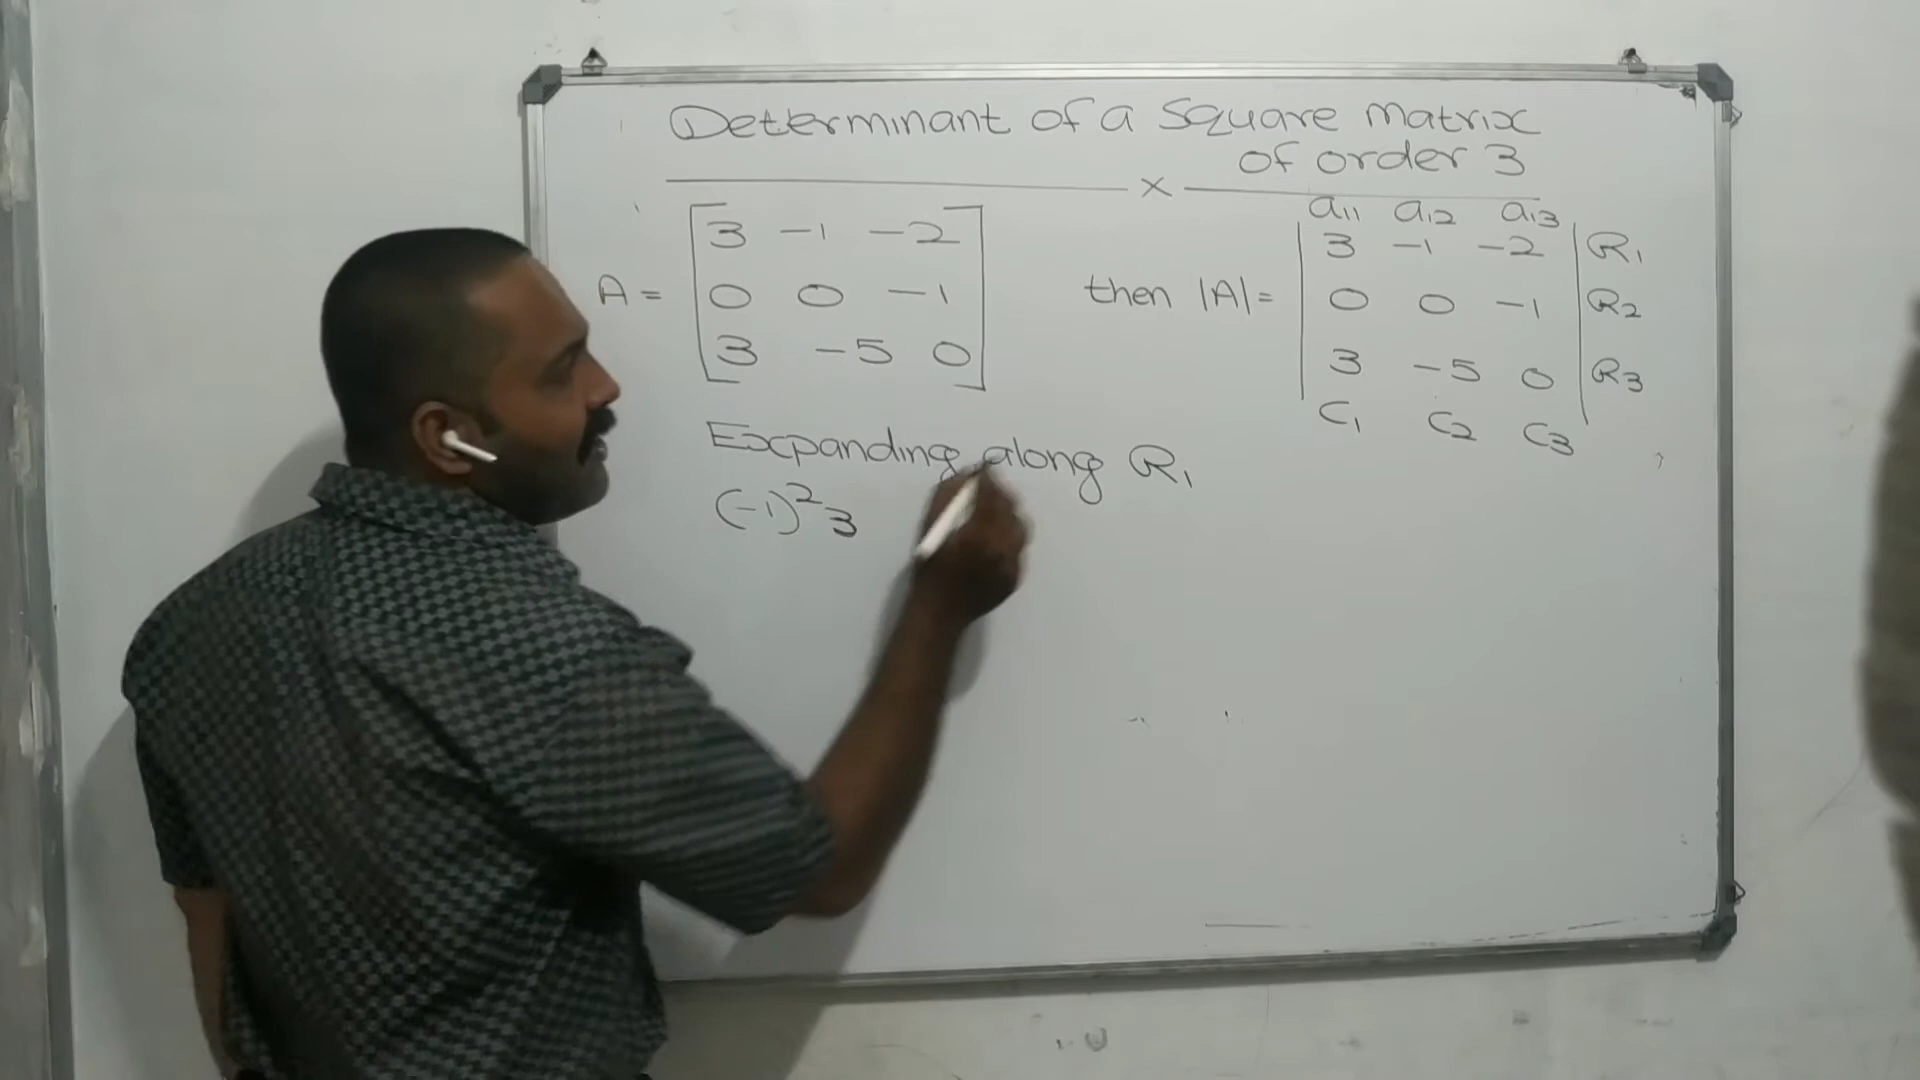 Determinant of a square matrix
of order 3
×
A = [3 -1 -2
0 0 -1
3 -5 0]
then |A| =
a₁₁ a₁₂ a₁₃
|3 -1 -2| R₁
|0 0 -1| R₂
|3 -5 0| R₃
C₁ C₂ C₃
Expanding along R₁
(-1)² 3